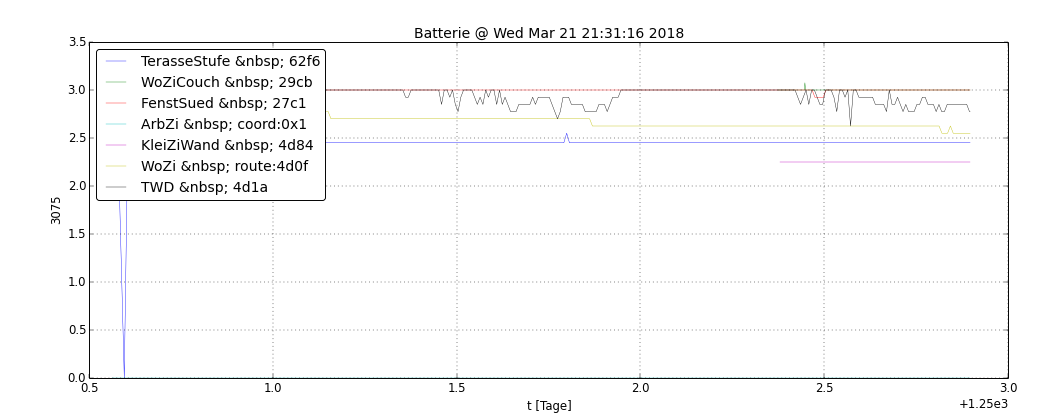 Batterie @ Wed Mar 21 21:31:16 2018
3.5
3.0
2.5
2.0
1.5
1.0
0.5
0.0
3075
TerasseStufe &nbsp; 62f6
WoZiCouch &nbsp; 29cb
FenstSued &nbsp; 27c1
ArbZi &nbsp; coord:0x1
KleiZiWand &nbsp; 4d84
WoZi &nbsp; route:4d0f
TWD &nbsp; 4d1a
0.5 1.0 1.5 2.0 2.5 3.0
t [Tage]
+1.25e3